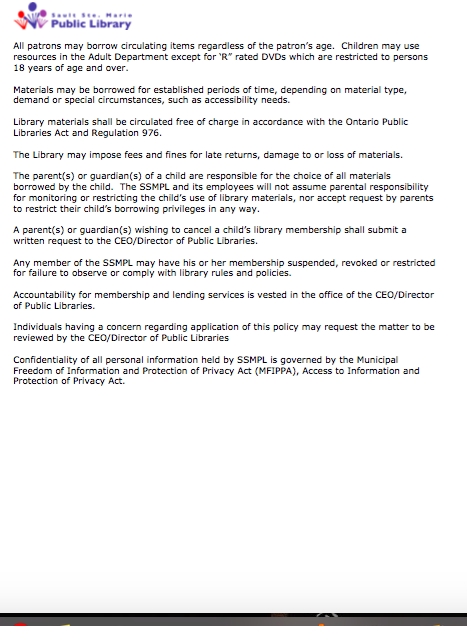 Sault Ste. Marie
Public Library
All patrons may borrow circulating items regardless of the patron's age.  Children may use
resources in the Adult Department except for "R" rated DVDs which are restricted to persons
18 years of age and over.
Materials may be borrowed for established periods of time, depending on material type,
demand or special circumstances, such as accessibility needs.
Library materials shall be circulated free of charge in accordance with the Ontario Public
Libraries Act and Regulation 976.
The Library may impose fees and fines for late returns, damage to or loss of materials.
The parent(s) or guardian(s) of a child are responsible for the choice of all materials
borrowed by the child.  The SSMPL and its employees will not assume parental responsibility
for monitoring or restricting the child's use of library materials, nor accept request by parents
to restrict their child's borrowing privileges in any way.
A parent(s) or guardian(s) wishing to cancel a child's library membership shall submit a
written request to the CEO/Director of Public Libraries.
Any member of the SSMPL may have his or her membership suspended, revoked or restricted
for failure to observe or comply with library rules and policies.
Accountability for membership and lending services is vested in the office of the CEO/Director
of Public Libraries.
Individuals having a concern regarding application of this policy may request the matter to be
reviewed by the CEO/Director of Public Libraries
Confidentiality of all personal information held by SSMPL is governed by the Municipal
Freedom of Information and Protection of Privacy Act (MFIPPA), Access to Information and
Protection of Privacy Act.